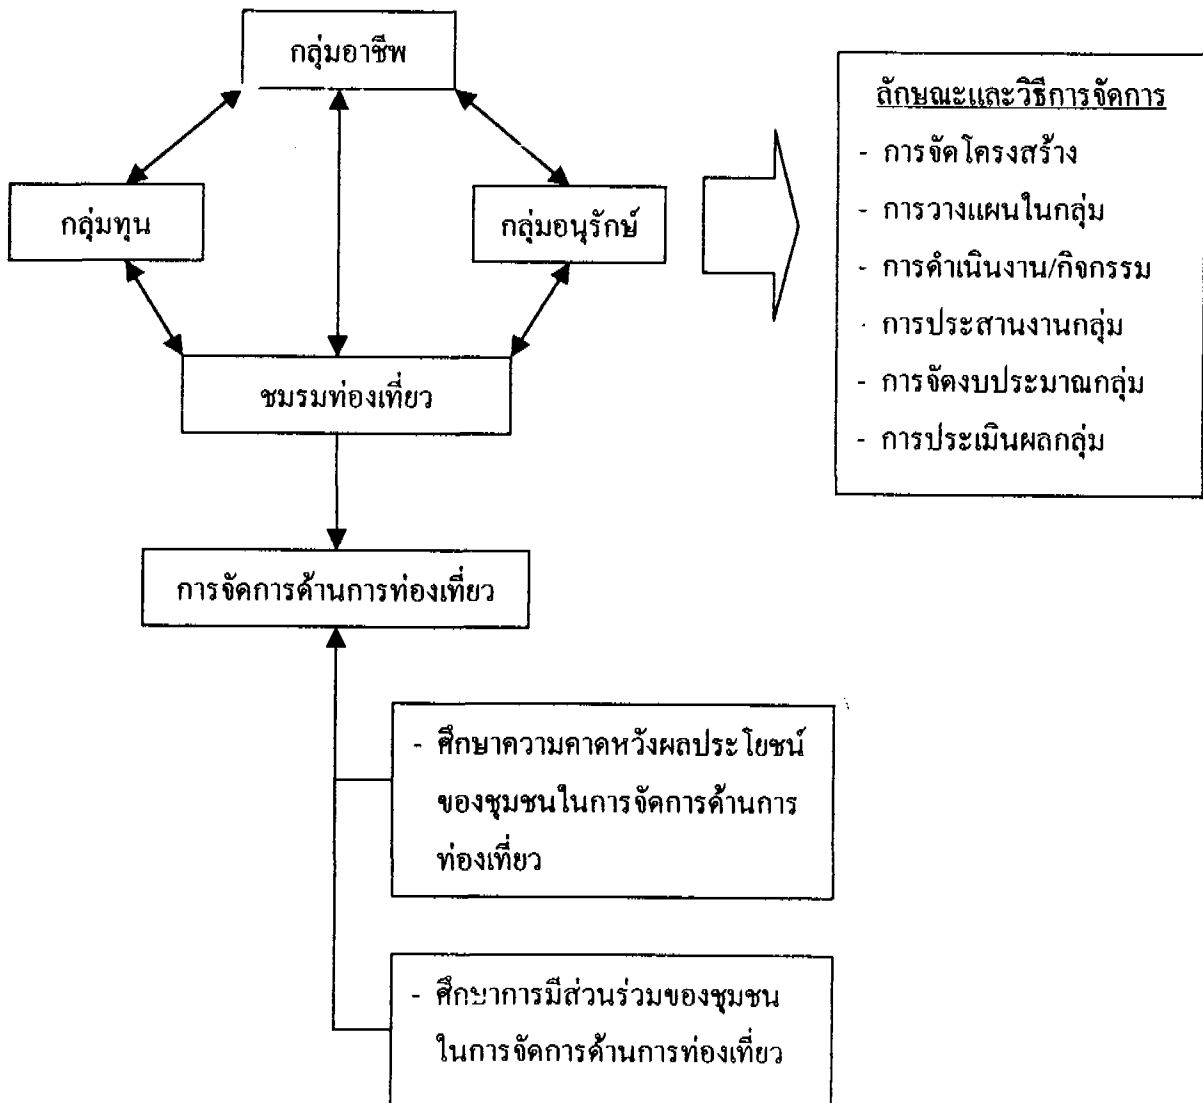 กลุ่มอาชีพ
กลุ่มทุน
กลุ่มอนุรักษ์
ชมรมท่องเที่ยว
การจัดการด้านการท่องเที่ยว
ลักษณะและวิธีการจัดการ
- การจัดโครงสร้าง
- การวางแผนในกลุ่ม
- การดำเนินงาน/กิจกรรม
- การประสานงานกลุ่ม
- การจัดงบประมาณกลุ่ม
- การประเมินผลกลุ่ม
- ศึกษาความคาดหวังผลประโยชน์
ของชุมชนในการจัดการด้านการ
ท่องเที่ยว
- ศึกษาการมีส่วนร่วมของชุมชน
ในการจัดการด้านการท่องเที่ยว